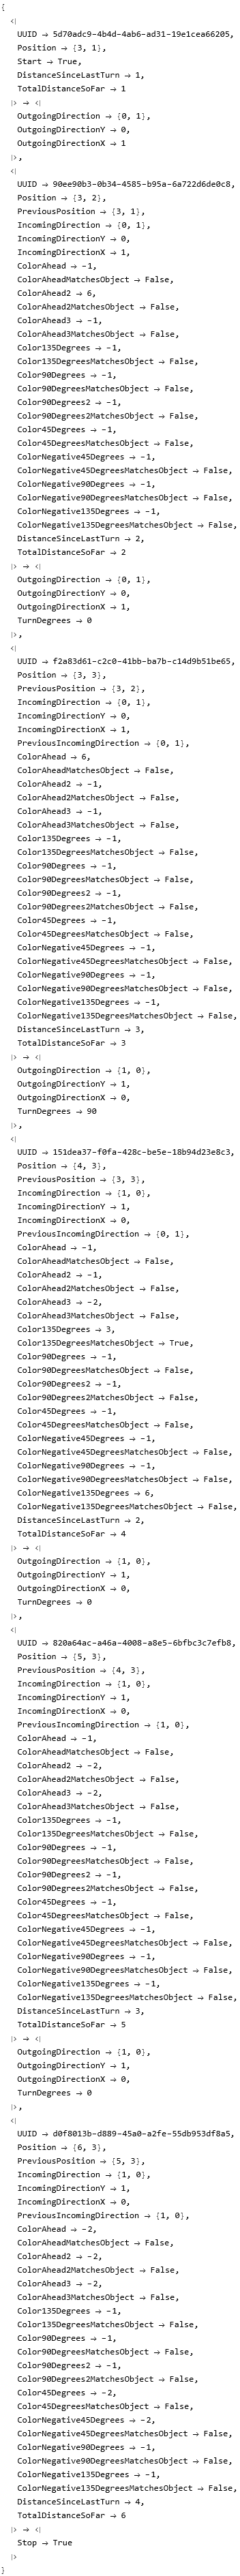 {
<|
UUID → 5d70adc9-4b4d-4ab6-ad31-19e1cea66205,
Position → {3, 1},
Start → True,
DistanceSinceLastTurn → 1,
TotalDistanceSoFar → 1
|> → <|
OutgoingDirection → {0, 1},
OutgoingDirectionY → 0,
OutgoingDirectionX → 1
|>,
<|
UUID → 90ee90b3-0b34-4585-b95a-6a722d6de0c8,
Position → {3, 2},
PreviousPosition → {3, 1},
IncomingDirection → {0, 1},
IncomingDirectionY → 0,
IncomingDirectionX → 1,
ColorAhead → -1,
ColorAheadMatchesObject → False,
ColorAhead2 → 6,
ColorAhead2MatchesObject → False,
ColorAhead3 → -1,
ColorAhead3MatchesObject → False,
Color135Degrees → -1,
Color135DegreesMatchesObject → False,
Color90Degrees → -1,
Color90DegreesMatchesObject → False,
Color90Degrees2 → -1,
Color90Degrees2MatchesObject → False,
Color45Degrees → -1,
Color45DegreesMatchesObject → False,
ColorNegative45Degrees → -1,
ColorNegative45DegreesMatchesObject → False,
ColorNegative90Degrees → -1,
ColorNegative90DegreesMatchesObject → False,
ColorNegative135Degrees → -1,
ColorNegative135DegreesMatchesObject → False,
DistanceSinceLastTurn → 2,
TotalDistanceSoFar → 2
|> → <|
OutgoingDirection → {0, 1},
OutgoingDirectionY → 0,
OutgoingDirectionX → 1,
TurnDegrees → 0
|>,
<|
UUID → f2a83d61-c2c0-41bb-ba7b-c14d9b51be65,
Position → {3, 3},
PreviousPosition → {3, 2},
IncomingDirection → {0, 1},
IncomingDirectionY → 0,
IncomingDirectionX → 1,
PreviousIncomingDirection → {0, 1},
ColorAhead → 6,
ColorAheadMatchesObject → False,
ColorAhead2 → -1,
ColorAhead2MatchesObject → False,
ColorAhead3 → -1,
ColorAhead3MatchesObject → False,
Color135Degrees → -1,
Color135DegreesMatchesObject → False,
Color90Degrees → -1,
Color90DegreesMatchesObject → False,
Color90Degrees2 → -1,
Color90Degrees2MatchesObject → False,
Color45Degrees → -1,
Color45DegreesMatchesObject → False,
ColorNegative45Degrees → -1,
ColorNegative45DegreesMatchesObject → False,
ColorNegative90Degrees → -1,
ColorNegative90DegreesMatchesObject → False,
ColorNegative135Degrees → -1,
ColorNegative135DegreesMatchesObject → False,
DistanceSinceLastTurn → 3,
TotalDistanceSoFar → 3
|> → <|
OutgoingDirection → {1, 0},
OutgoingDirectionY → 1,
OutgoingDirectionX → 0,
TurnDegrees → 90
|>,
<|
UUID → 151dea37-f0fa-428c-be5e-18b94d23e8c3,
Position → {4, 3},
PreviousPosition → {3, 3},
IncomingDirection → {1, 0},
IncomingDirectionY → 1,
IncomingDirectionX → 0,
PreviousIncomingDirection → {0, 1},
ColorAhead → -1,
ColorAheadMatchesObject → False,
ColorAhead2 → -1,
ColorAhead2MatchesObject → False,
ColorAhead3 → -2,
ColorAhead3MatchesObject → False,
Color135Degrees → 3,
Color135DegreesMatchesObject → True,
Color90Degrees → -1,
Color90DegreesMatchesObject → False,
Color90Degrees2 → -1,
Color90Degrees2MatchesObject → False,
Color45Degrees → -1,
Color45DegreesMatchesObject → False,
ColorNegative45Degrees → -1,
ColorNegative45DegreesMatchesObject → False,
ColorNegative90Degrees → -1,
ColorNegative90DegreesMatchesObject → False,
ColorNegative135Degrees → 6,
ColorNegative135DegreesMatchesObject → False,
DistanceSinceLastTurn → 2,
TotalDistanceSoFar → 4
|> → <|
OutgoingDirection → {1, 0},
OutgoingDirectionY → 1,
OutgoingDirectionX → 0,
TurnDegrees → 0
|>,
<|
UUID → 820a64ac-a46a-4008-a8e5-6bfbc3c7efb8,
Position → {5, 3},
PreviousPosition → {4, 3},
IncomingDirection → {1, 0},
IncomingDirectionY → 1,
IncomingDirectionX → 0,
PreviousIncomingDirection → {1, 0},
ColorAhead → -1,
ColorAheadMatchesObject → False,
ColorAhead2 → -2,
ColorAhead2MatchesObject → False,
ColorAhead3 → -2,
ColorAhead3MatchesObject → False,
Color135Degrees → -1,
Color135DegreesMatchesObject → False,
Color90Degrees → -1,
Color90DegreesMatchesObject → False,
Color90Degrees2 → -1,
Color90Degrees2MatchesObject → False,
Color45Degrees → -1,
Color45DegreesMatchesObject → False,
ColorNegative45Degrees → -1,
ColorNegative45DegreesMatchesObject → False,
ColorNegative90Degrees → -1,
ColorNegative90DegreesMatchesObject → False,
ColorNegative135Degrees → -1,
ColorNegative135DegreesMatchesObject → False,
DistanceSinceLastTurn → 3,
TotalDistanceSoFar → 5
|> → <|
OutgoingDirection → {1, 0},
OutgoingDirectionY → 1,
OutgoingDirectionX → 0,
TurnDegrees → 0
|>,
<|
UUID → d0f8013b-d889-45a0-a2fe-55db953df8a5,
Position → {6, 3},
PreviousPosition → {5, 3},
IncomingDirection → {1, 0},
IncomingDirectionY → 1,
IncomingDirectionX → 0,
PreviousIncomingDirection → {1, 0},
ColorAhead → -2,
ColorAheadMatchesObject → False,
ColorAhead2 → -2,
ColorAhead2MatchesObject → False,
ColorAhead3 → -2,
ColorAhead3MatchesObject → False,
Color135Degrees → -1,
Color135DegreesMatchesObject → False,
Color90Degrees → -1,
Color90DegreesMatchesObject → False,
Color90Degrees2 → -1,
Color90Degrees2MatchesObject → False,
Color45Degrees → -2,
Color45DegreesMatchesObject → False,
ColorNegative45Degrees → -2,
ColorNegative45DegreesMatchesObject → False,
ColorNegative90Degrees → -1,
ColorNegative90DegreesMatchesObject → False,
ColorNegative135Degrees → -1,
ColorNegative135DegreesMatchesObject → False,
DistanceSinceLastTurn → 4,
TotalDistanceSoFar → 6
|> → <|
Stop → True
|>
}